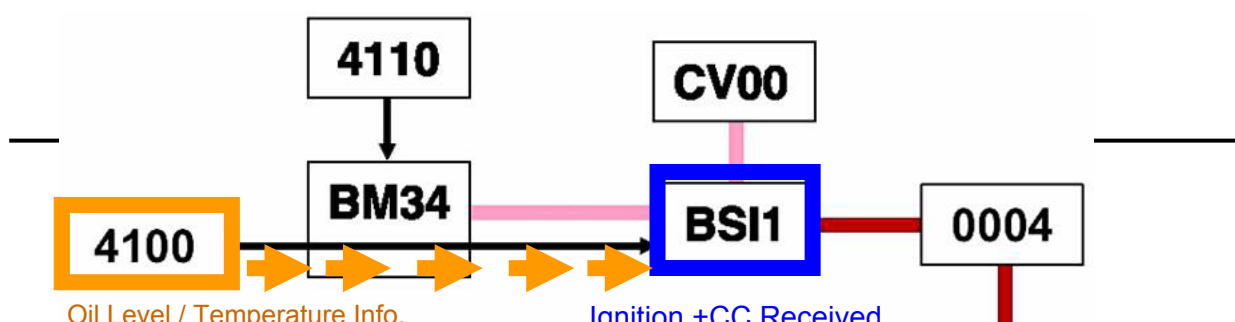 4110
CV00
BM34
BSI1
4100
0004
Oil Level / Temperature Info.
Ignition +CC Received